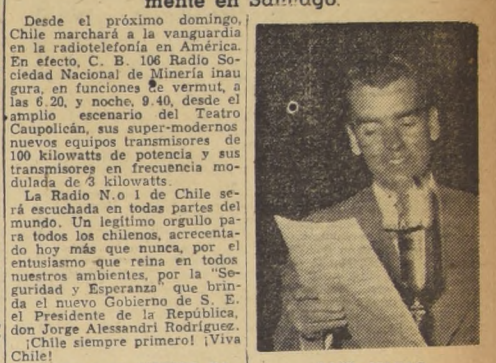 mente en Santiago.
Desde el próximo domingo,
Chile marchará a la vanguardia
en la radiotelefonía en América.
En efecto, C. B. 106 Radio So-
ciedad Nacional de Minería inau
gura, en funciones de vermut, a
las 6.20, y noche, 9.40, desde el
amplio escenario del Teatro
Caupolicán, sus super-modernos
nuevos equipos transmisores de
100 kilowatts de potencia y sus
transmisores en frecuencia mo-
dulada de 3 kilowatts.
La Radio N.o 1 de Chile se-
rá escuchada en todas partes del
mundo. Un legítimo orgullo pa-
ra todos los chilenos, acrecenta-
do hoy más que nunca, por el
entusiasmo que reina en todos
nuestros ambientes, por la "Se-
guridad y Esperanza" que brin-
da el nuevo Gobierno de S. E.
el Presidente de la República,
don Jorge Alessandri Rodríguez.
¡Chile siempre primero! ¡Viva
Chile!